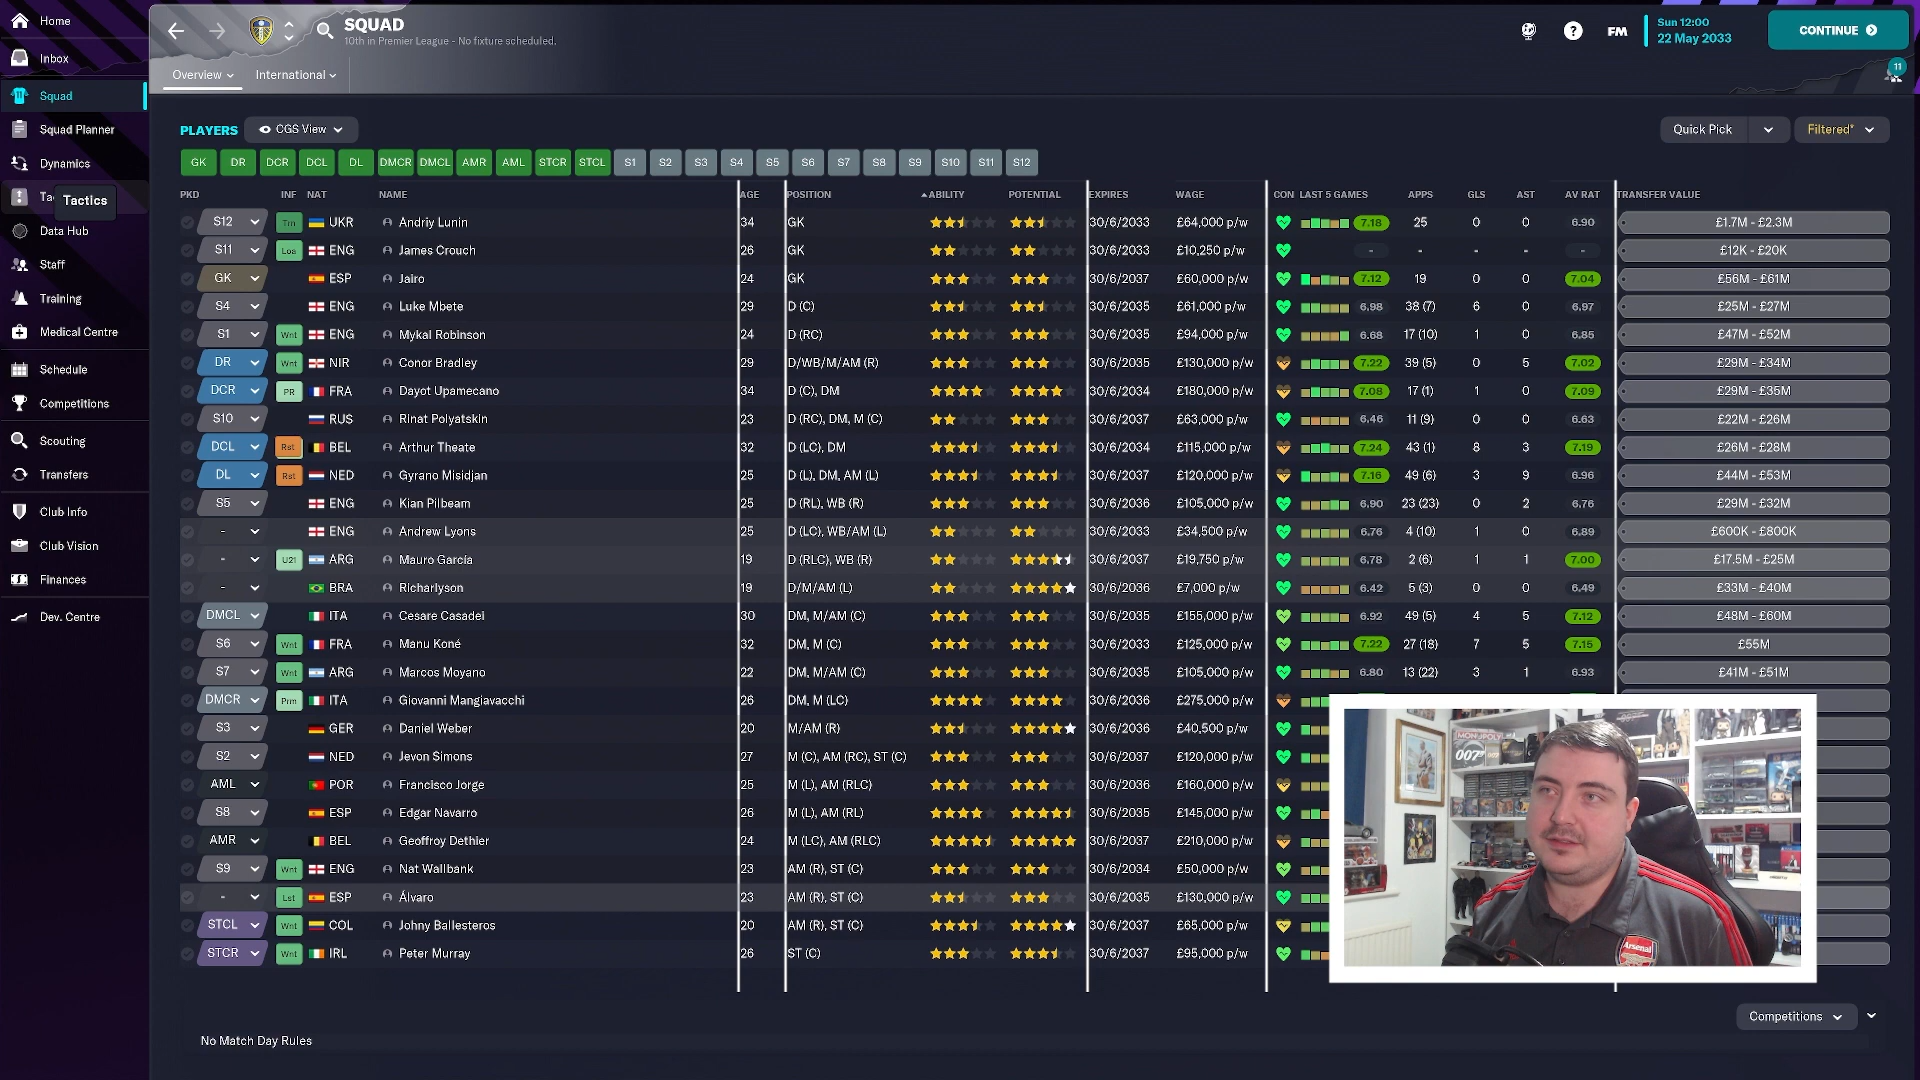 Home
SQUAD
10th in Premier League - No fixture scheduled.
FM
Sun 12:00
22 May 2033
CONTINUE
11
Overview
International
Inbox
Squad
Squad Planner
Dynamics
Ta
Tactics
Data Hub
Staff
Training
Medical Centre
Schedule
Competitions
Scouting
Transfers
Club Info
Club Vision
Finances
Dev. Centre
PLAYERS CGS View Quick Pick Filtered*
GK DR DCR DCL DL DMCR DMCL AMR AML STCR STCL S1 S2 S3 S4 S5 S6 S7 S8 S9 S10 S11 S12
PKD INF NAT NAME AGE POSITION ABILITY POTENTIAL EXPIRES WAGE CON LAST 5 GAMES APPS GLS AST AV RAT TRANSFER VALUE
S12 Trn UKR Andriy Lunin 34 GK 30/6/2033 £64,000 p/w 7.18 25 0 0 6.90 £1.7M - £2.3M
S11 Loa ENG James Crouch 26 GK 30/6/2033 £10,250 p/w - - - - - £12K - £20K
GK ESP Jairo 24 GK 30/6/2037 £60,000 p/w 7.12 19 0 0 7.04 £56M - £61M
S4 ENG Luke Mbete 29 D (C) 30/6/2035 £61,000 p/w 6.98 38 (7) 6 0 6.97 £25M - £27M
S1 Wnt ENG Mykal Robinson 24 D (RC) 30/6/2035 £94,000 p/w 6.68 17 (10) 1 0 6.85 £47M - £52M
DR Wnt NIR Conor Bradley 29 D/WB/M/AM (R) 30/6/2035 £130,000 p/w 7.22 39 (5) 0 5 7.02 £29M - £34M
DCR PR FRA Dayot Upamecano 34 D (C), DM 30/6/2034 £180,000 p/w 7.08 17 (1) 1 0 7.09 £29M - £35M
S10 RUS Rinat Polyatskin 23 D (RC), DM, M (C) 30/6/2037 £63,000 p/w 6.46 11 (9) 0 0 6.63 £22M - £26M
DCL Rst BEL Arthur Theate 32 D (LC), DM 30/6/2034 £115,000 p/w 7.24 43 (1) 8 3 7.19 £26M - £28M
DL Rst NED Gyrano Misidjan 25 D (L), DM, AM (L) 30/6/2037 £120,000 p/w 7.16 49 (6) 3 9 6.96 £44M - £53M
S5 ENG Kian Pilbeam 25 D (RL), WB (R) 30/6/2036 £105,000 p/w 6.90 23 (23) 0 2 6.76 £29M - £32M
- ENG Andrew Lyons 25 D (LC), WB/AM (L) 30/6/2033 £34,500 p/w 6.76 4 (10) 1 0 6.89 £600K - £800K
- U21 ARG Mauro García 19 D (RLC), WB (R) 30/6/2037 £19,750 p/w 6.78 2 (6) 1 1 7.00 £17.5M - £25M
- BRA Richarlyson 19 D/M/AM (L) 30/6/2036 £7,000 p/w 6.42 5 (3) 0 0 6.49 £33M - £40M
DMCL ITA Cesare Casadei 30 DM, M/AM (C) 30/6/2035 £155,000 p/w 6.92 49 (5) 4 5 7.12 £48M - £60M
S6 Wnt FRA Manu Koné 32 DM, M (C) 30/6/2033 £125,000 p/w 7.22 27 (18) 7 5 7.15 £55M
S7 Wnt ARG Marcos Moyano 22 DM, M/AM (C) 30/6/2035 £105,000 p/w 6.80 13 (22) 3 1 6.93 £41M - £51M
DMCR Prm ITA Giovanni Mangiavacchi 26 DM, M (LC) 30/6/2036 £275,000 p/w
S3 GER Daniel Weber 20 M/AM (R) 30/6/2036 £40,500 p/w
S2 NED Jevon Simons 27 M (C), AM (RC), ST (C) 30/6/2037 £120,000 p/w
AML POR Francisco Jorge 25 M (L), AM (RLC) 30/6/2036 £160,000 p/w
S8 ESP Edgar Navarro 26 M (L), AM (RL) 30/6/2035 £145,000 p/w
AMR BEL Geoffroy Dethier 24 M (LC), AM (RLC) 30/6/2037 £210,000 p/w
S9 Wnt ENG Nat Wallbank 23 AM (R), ST (C) 30/6/2034 £50,000 p/w
- Lst ESP Álvaro 23 AM (R), ST (C) 30/6/2035 £130,000 p/w
STCL Wnt COL Johny Ballesteros 20 AM (R), ST (C) 30/6/2037 £65,000 p/w
STCR Wnt IRL Peter Murray 26 ST (C) 30/6/2037 £95,000 p/w
MONOPOLY
007
Arsenal
Competitions
No Match Day Rules